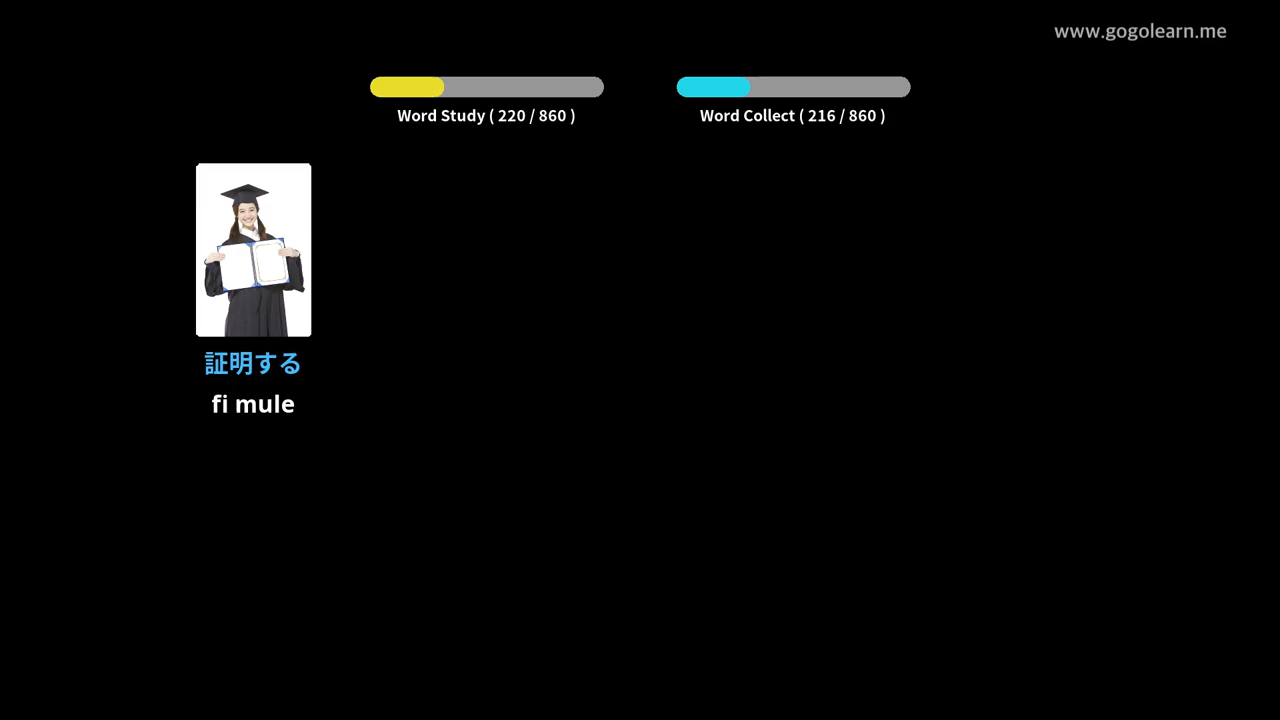 www.gogolearn.me
Word Study ( 220 / 860 )
Word Collect ( 216 / 860 )
証明する
fi mule